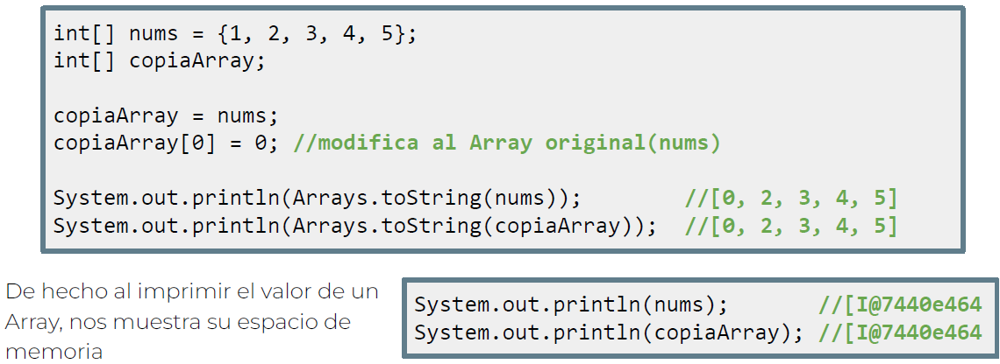 int[] nums = {1, 2, 3, 4, 5};
int[] copiaArray;
copiaArray = nums;
copiaArray[0] = 0; //modifica al Array original(nums)
System.out.println(Arrays.toString(nums));        //[0, 2, 3, 4, 5]
System.out.println(Arrays.toString(copiaArray));  //[0, 2, 3, 4, 5]
De hecho al imprimir el valor de un
Array, nos muestra su espacio de
memoria
System.out.println(nums);       //[I@7440e464
System.out.println(copiaArray); //[I@7440e464